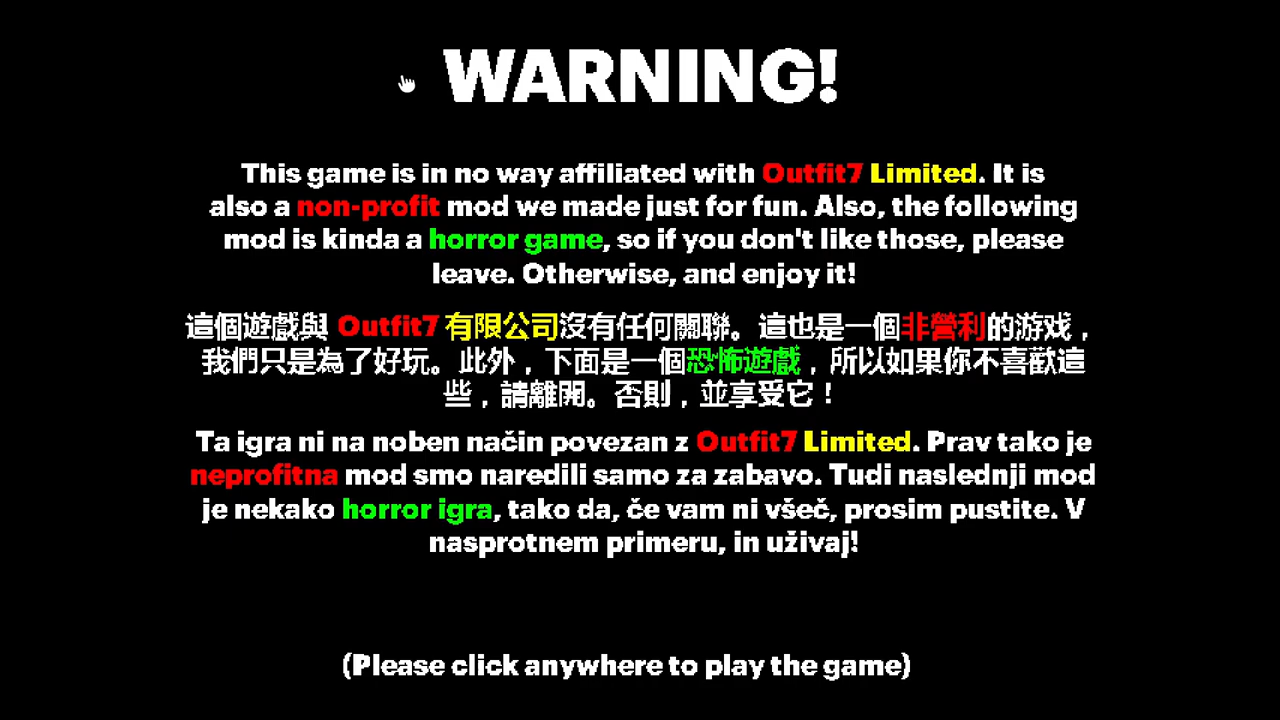 WARNING!
This game is in no way affiliated with Outfit7 Limited. It is
also a non-profit mod we made just for fun. Also, the following
mod is kinda a horror game, so if you don't like those, please
leave. Otherwise, and enjoy it!
這個遊戲與 Outfit7 有限公司沒有任何關聯。這也是一個非營利的游戏，
我們只是為了好玩。此外，下面是一個恐怖遊戲，所以如果你不喜歡這
些，請離開。否則，並享受它！
Ta igra ni na noben način povezan z Outfit7 Limited. Prav tako je
neprofitna mod smo naredili samo za zabavo. Tudi naslednji mod
je nekako horror igra, tako da, če vam ni všeč, prosim pustite. V
nasprotnem primeru, in uživaj!
(Please click anywhere to play the game)